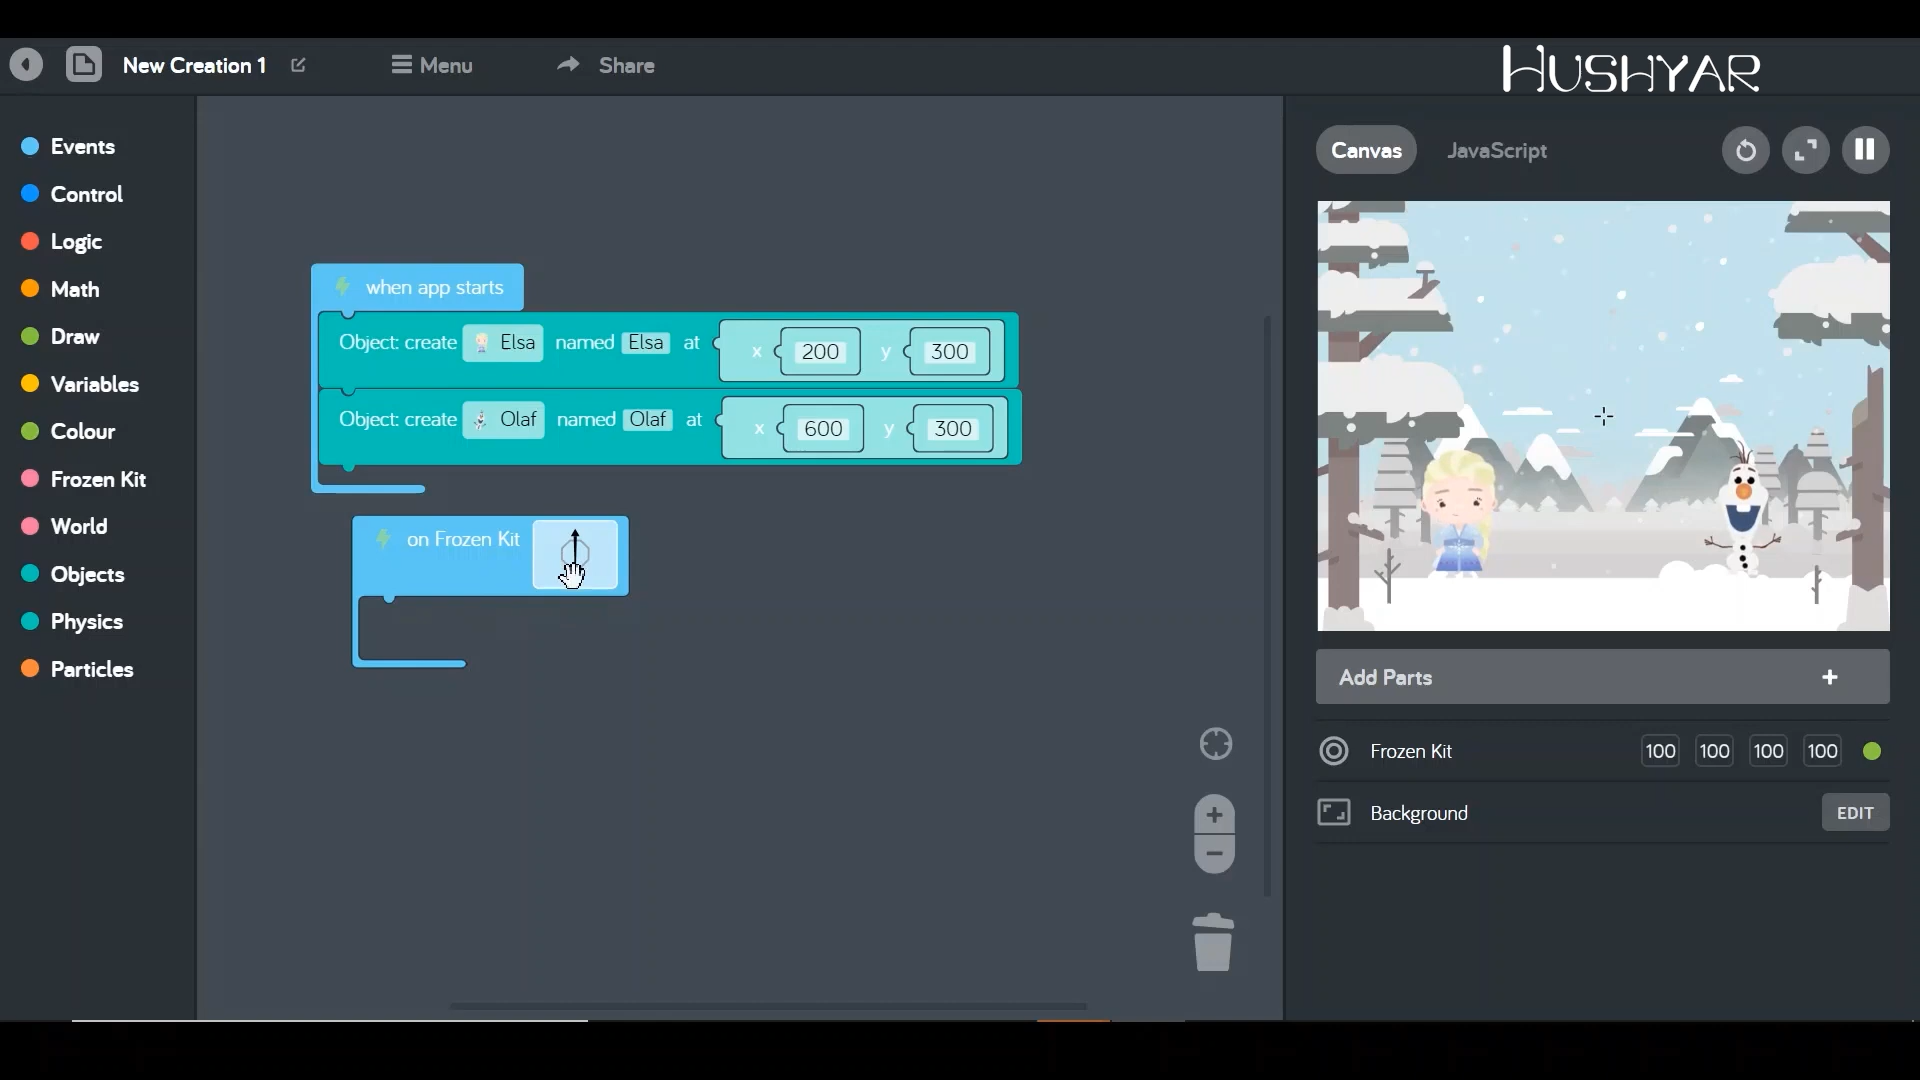 New Creation 1
Menu
Share
HUSHYAR
Events
Control
Logic
Math
Draw
Variables
Colour
Frozen Kit
World
Objects
Physics
Particles
when app starts
Object: create Elsa named Elsa at x 200 y 300
Object: create Olaf named Olaf at x 600 y 300
on Frozen Kit
Canvas
JavaScript
Add Parts +
Frozen Kit 100 100 100 100
Background EDIT